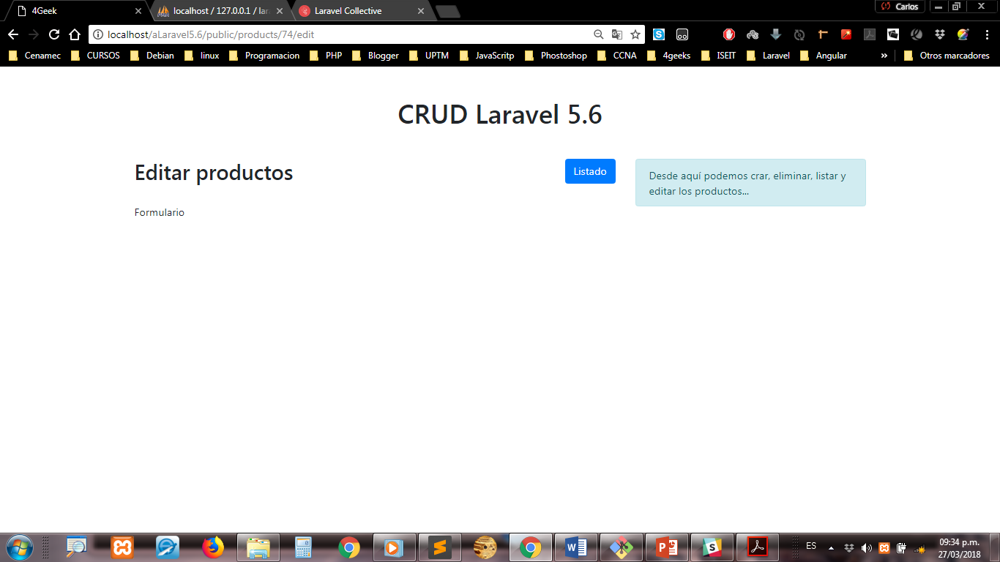 4Geek
localhost / 127.0.0.1 / lar
Laravel Collective
Carlos
localhost/aLaravel5.6/public/products/74/edit
Cenamec CURSOS Debian linux Programacion PHP Blogger UPTM JavaScritp Phostoshop CCNA 4geeks ISEIT Laravel Angular » Otros marcadores
CRUD Laravel 5.6
Editar productos
Listado
Desde aquí podemos crar, eliminar, listar y
editar los productos...
Formulario
ES
09:34 p.m.
27/03/2018